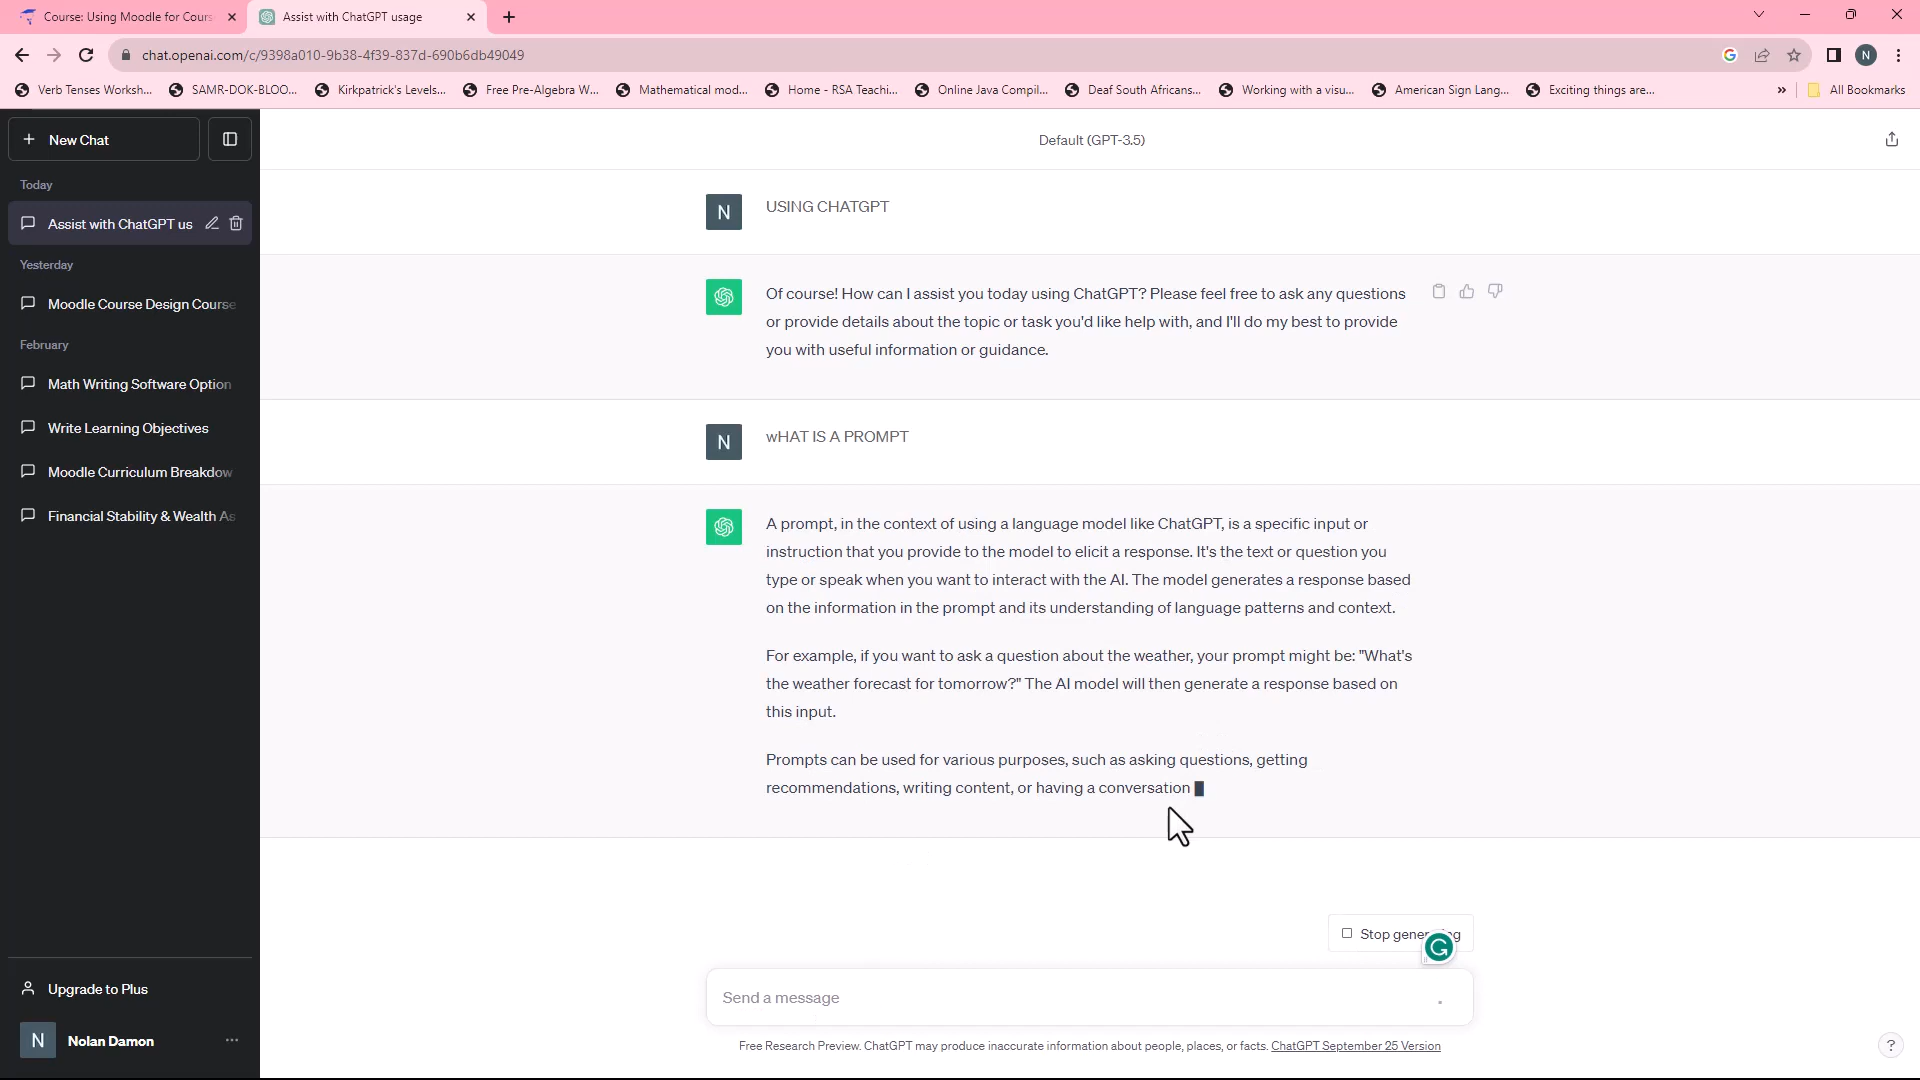 Course: Using Moodle for Cours
Assist with ChatGPT usage
chat.openai.com/c/9398a010-9b38-4f39-837d-690b6db49049
N
Verb Tenses Worksh...
SAMR-DOK-BLOO...
Kirkpatrick's Levels...
Free Pre-Algebra W...
Mathematical mod...
Home - RSA Teachi...
Online Java Compil...
Deaf South Africans...
Working with a visu...
American Sign Lang...
Exciting things are...
All Bookmarks
New Chat
Today
Assist with ChatGPT us
Yesterday
Moodle Course Design Course
February
Math Writing Software Option
Write Learning Objectives
Moodle Curriculum Breakdow
Financial Stability & Wealth As
Upgrade to Plus
N Nolan Damon
Default (GPT-3.5)
N
USING CHATGPT
Of course! How can I assist you today using ChatGPT? Please feel free to ask any questions
or provide details about the topic or task you'd like help with, and I'll do my best to provide
you with useful information or guidance.
N
wHAT IS A PROMPT
A prompt, in the context of using a language model like ChatGPT, is a specific input or
instruction that you provide to the model to elicit a response. It's the text or question you
type or speak when you want to interact with the AI. The model generates a response based
on the information in the prompt and its understanding of language patterns and context.
For example, if you want to ask a question about the weather, your prompt might be: "What's
the weather forecast for tomorrow?" The AI model will then generate a response based on
this input.
Prompts can be used for various purposes, such as asking questions, getting
recommendations, writing content, or having a conversation
Stop generating
Send a message
Free Research Preview. ChatGPT may produce inaccurate information about people, places, or facts. ChatGPT September 25 Version
?